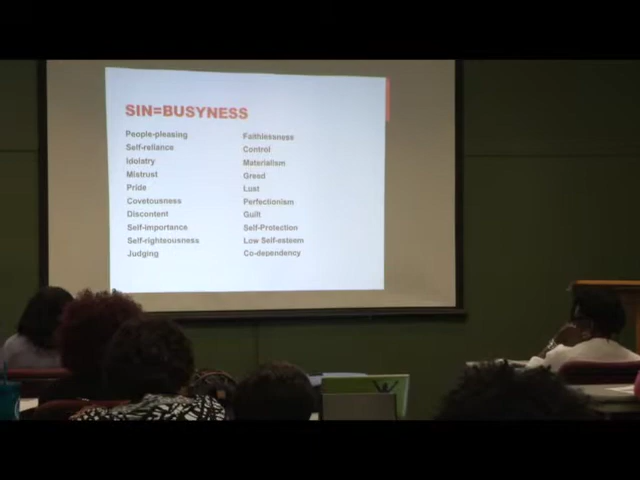 SIN=BUSYNESS
People-pleasing
Self-reliance
Idolatry
Mistrust
Pride
Covetousness
Discontent
Self-importance
Self-righteousness
Judging
Faithlessness
Control
Materialism
Greed
Lust
Perfectionism
Guilt
Self-Protection
Low Self-esteem
Co-dependency